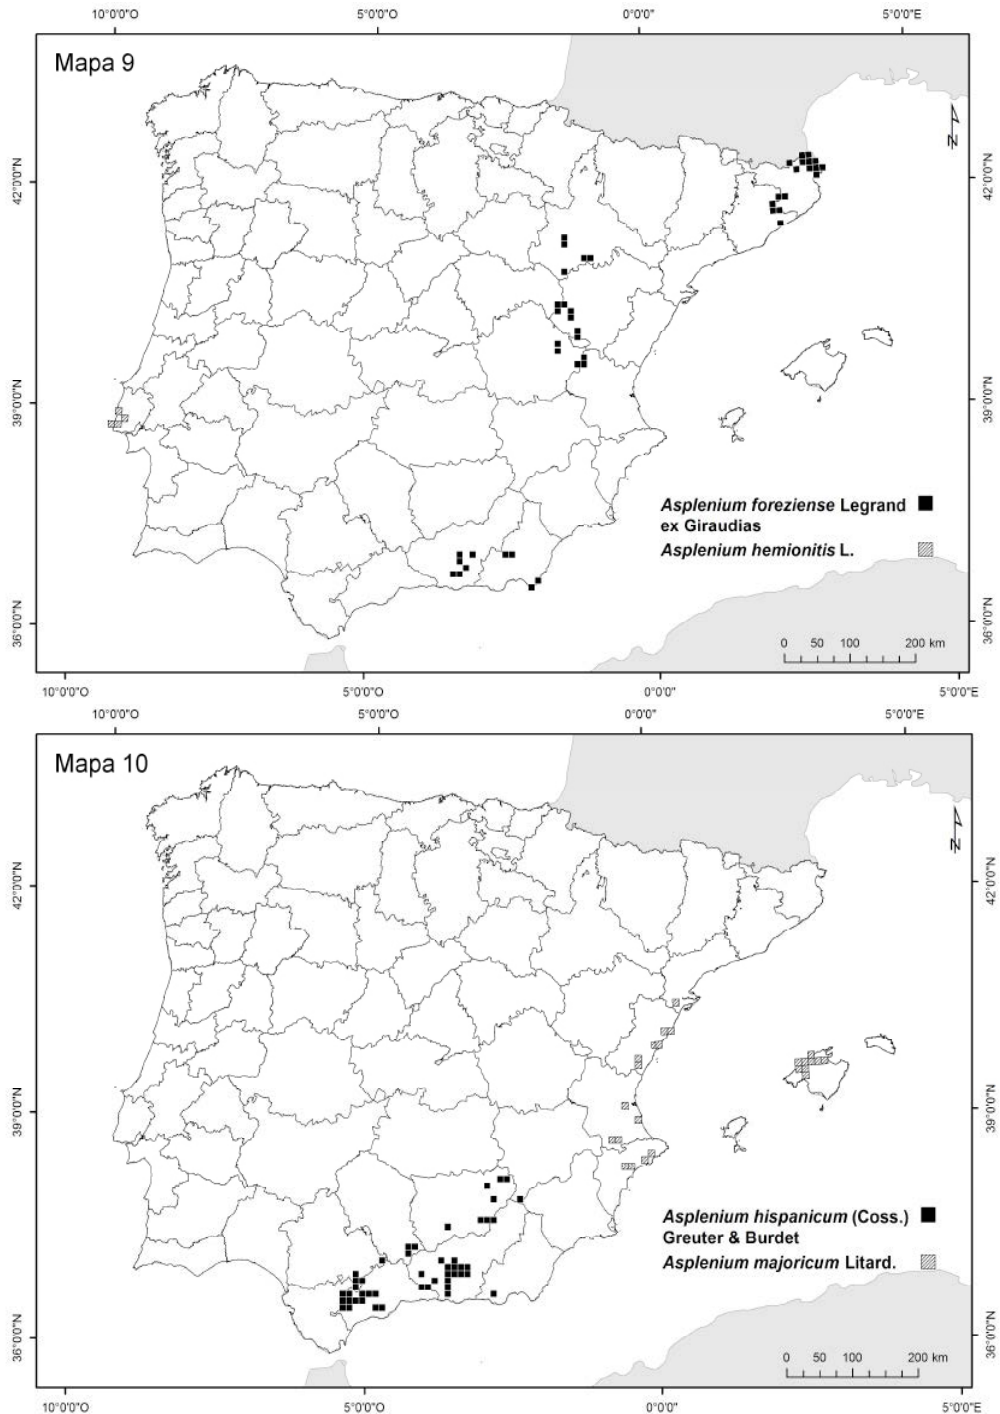 10°0'0"O 5°0'0"O 0°0'0" 5°0'0"E
Mapa 9
N
42°0'0"N 42°0'0"N
39°0'0"N 39°0'0"N
Asplenium foreziense Legrand
ex Giraudias
Asplenium hemionitis L.
36°0'0"N 36°0'0"N
0 50 100 200 km
10°0'0"O 5°0'0"O 0°0'0" 5°0'0"E
10°0'0"O 5°0'0"O 0°0'0" 5°0'0"E
Mapa 10
N
42°0'0"N 42°0'0"N
39°0'0"N 39°0'0"N
Asplenium hispanicum (Coss.)
Greuter & Burdet
Asplenium majoricum Litard.
36°0'0"N 36°0'0"N
0 50 100 200 km
10°0'0"O 5°0'0"O 0°0'0" 5°0'0"E